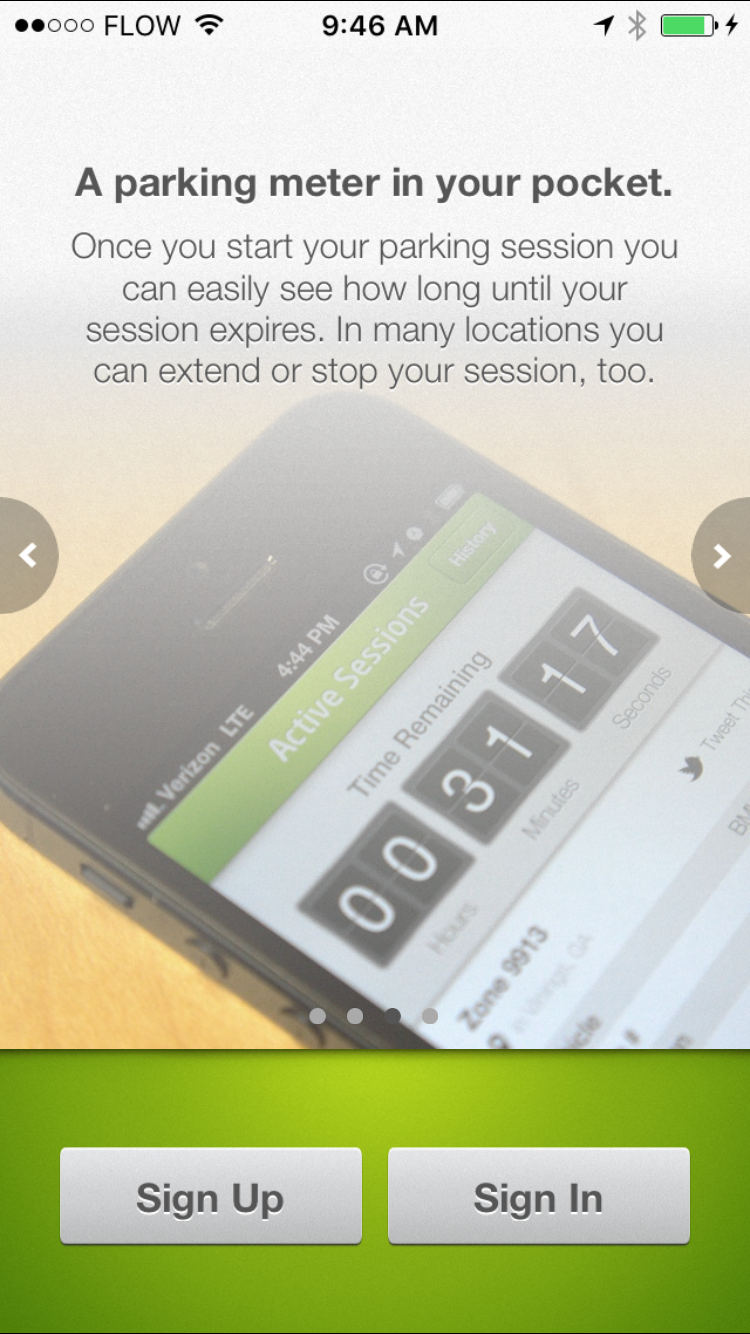 FLOW 9:46 AM
A parking meter in your pocket.
Once you start your parking session you
can easily see how long until your
session expires. In many locations you
can extend or stop your session, too.
Verizon LTE 4:44 PM
Active Sessions History
Time Remaining
00 31 17
Hours Minutes Seconds
Tweet Th
BM
Zone 9913
in Vinings, GA
icle
Sign Up Sign In